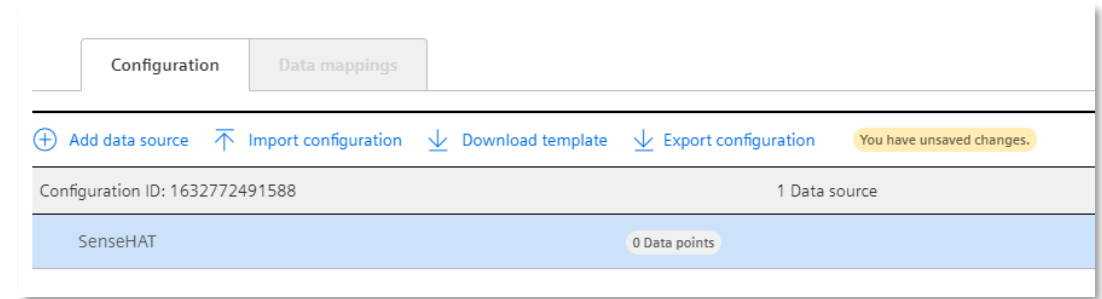 Configuration Data mappings
Add data source Import configuration Download template Export configuration You have unsaved changes.
Configuration ID: 1632772491588 1 Data source
SenseHAT 0 Data points